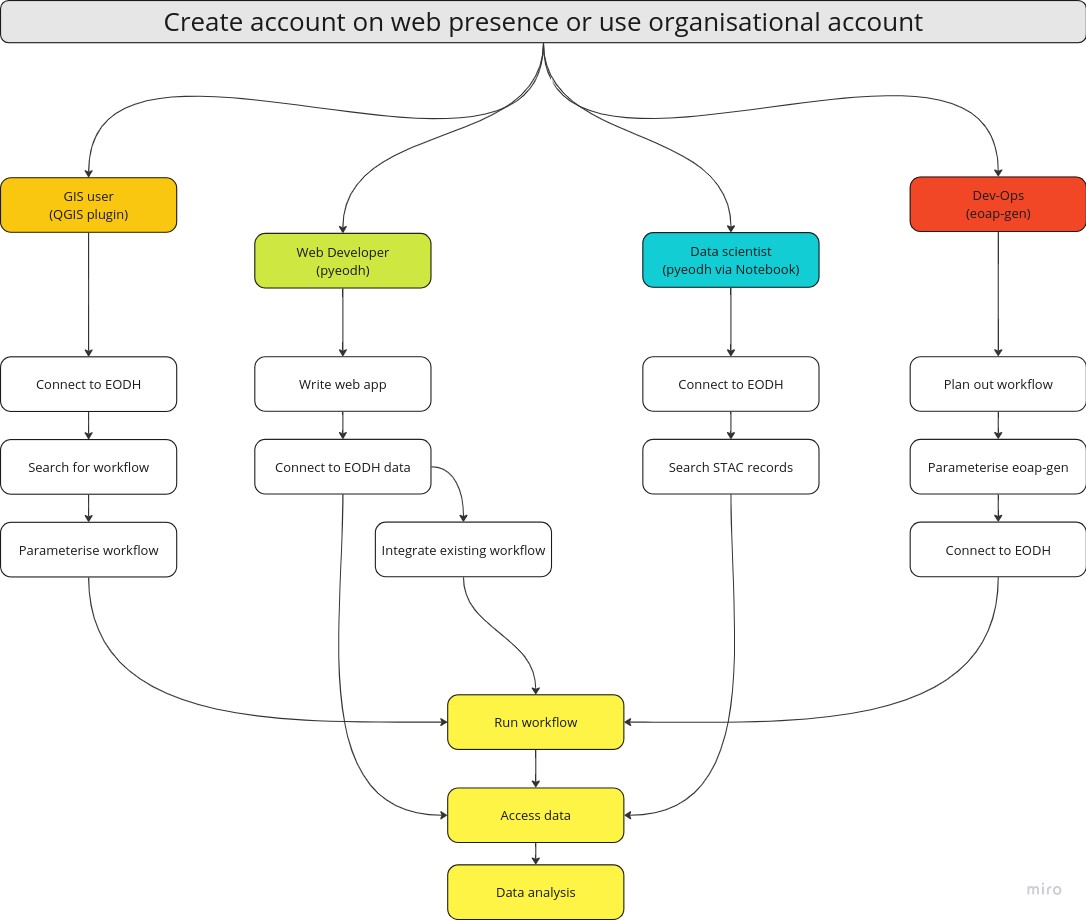 Create account on web presence or use organisational account
GIS user
(QGIS plugin)
Web Developer
(pyeodh)
Data scientist
(pyeodh via Notebook)
Dev-Ops
(eoap-gen)
Connect to EODH
Write web app
Connect to EODH
Plan out workflow
Search for workflow
Connect to EODH data
Search STAC records
Parameterise eoap-gen
Parameterise workflow
Integrate existing workflow
Connect to EODH
Run workflow
Access data
Data analysis
miro